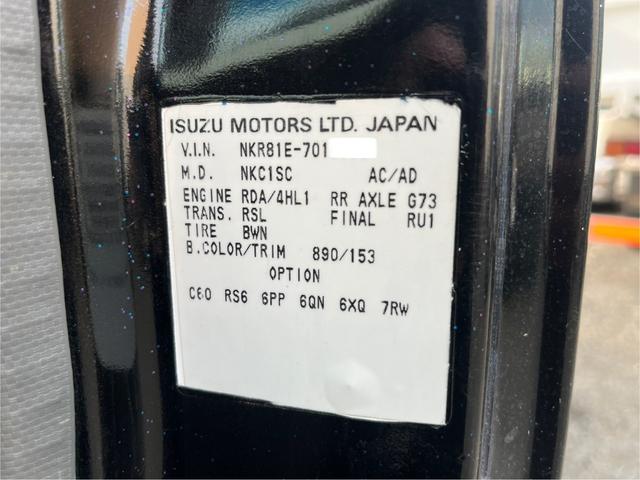 ISUZU MOTORS LTD. JAPAN
V.I.N. NKR81E-701
M.D. NKC1SC AC/AD
ENGINE RDA/4HL1 RR AXLE G73
TRANS. RSL FINAL RU1
TIRE BWN
B.COLOR/TRIM 890/153
OPTION
C60 RS6 6PP 6QN 6XQ 7RW